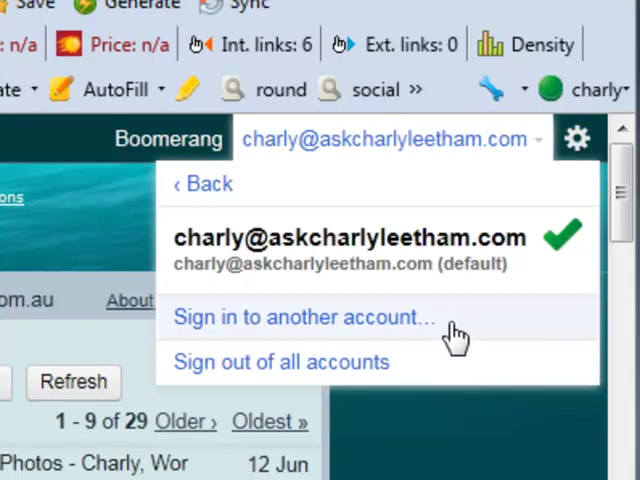 Save Generate Sync
: n/a Price: n/a Int. links: 6 Ext. links: 0 Density
ate AutoFill round social » charly
Boomerang charly@askcharlyleetham.com
ons
‹ Back
charly@askcharlyleetham.com
charly@askcharlyleetham.com (default)
om.au About
Sign in to another account...
Sign out of all accounts
Refresh
1 - 9 of 29 Older › Oldest »
Photos - Charly, Wor 12 Jun